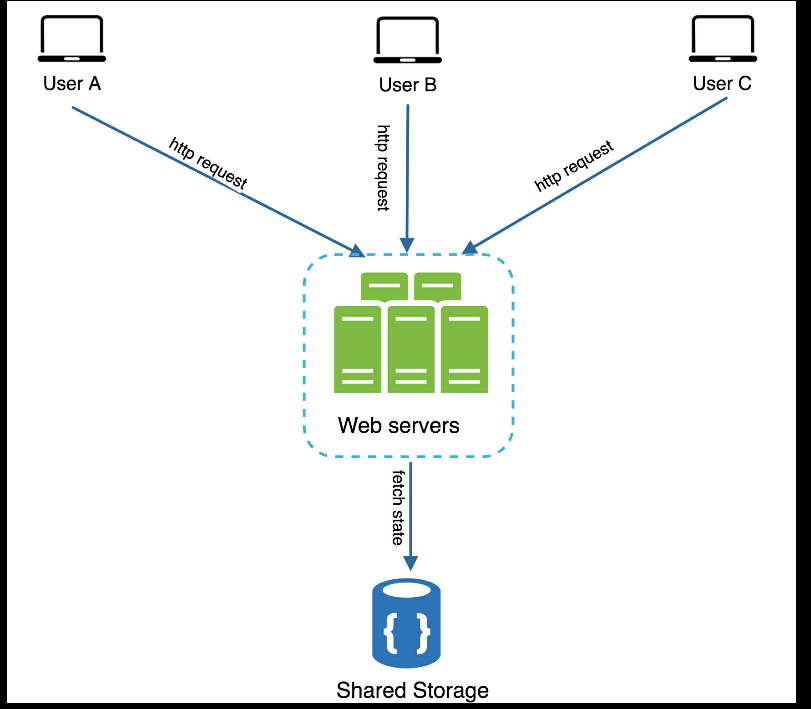 User A
User B
User C
http request
http request
http request
Web servers
fetch state
{ }
Shared Storage